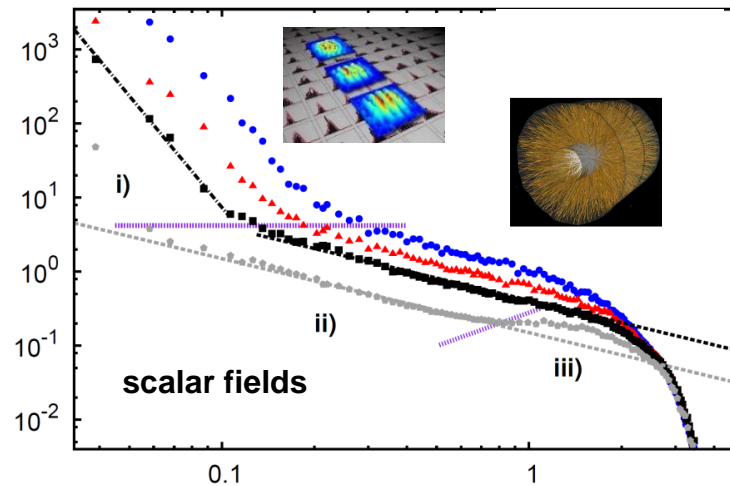 10³
10²
i)
10¹
10⁰
ii)
10⁻¹
iii)
scalar fields
10⁻²
0.1
1